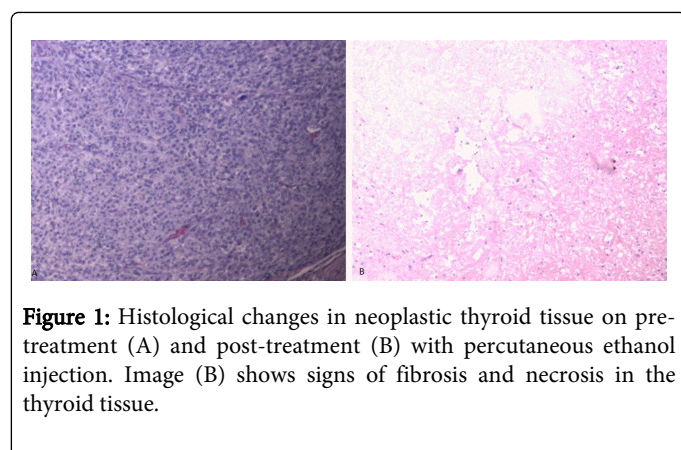 A
B
Figure 1: Histological changes in neoplastic thyroid tissue on pre-
treatment (A) and post-treatment (B) with percutaneous ethanol
injection. Image (B) shows signs of fibrosis and necrosis in the
thyroid tissue.